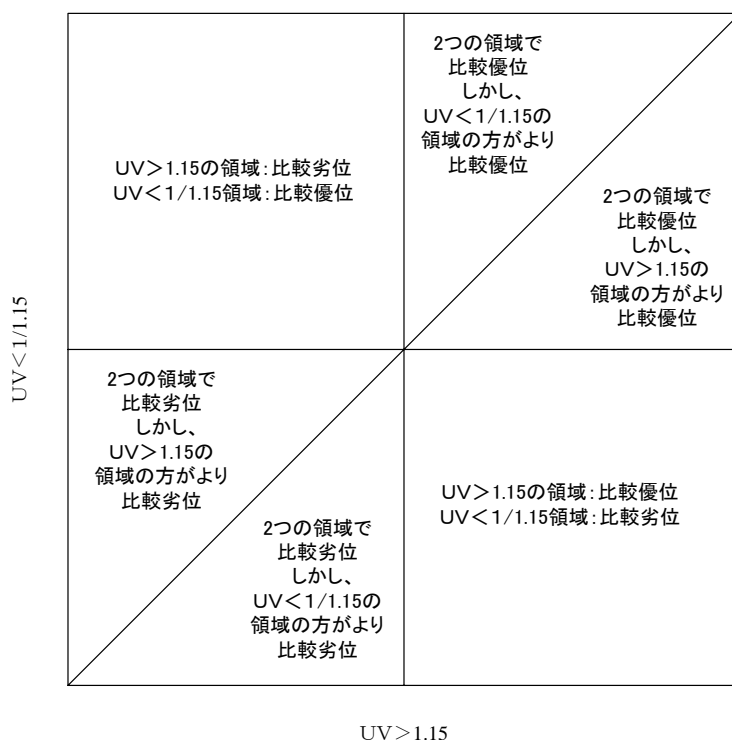 2つの領域で
比較優位
しかし、
UV＜1/1.15の
領域の方がより
比較優位
UV＞1.15の領域:比較劣位
UV＜1/1.15領域:比較優位
2つの領域で
比較優位
しかし、
UV＞1.15の
領域の方がより
比較優位
UV＜1/1.15
2つの領域で
比較劣位
しかし、
UV＞1.15の
領域の方がより
比較劣位
UV＞1.15の領域:比較優位
UV＜1/1.15領域:比較劣位
2つの領域で
比較劣位
しかし、
UV＜1/1.15の
領域の方がより
比較劣位
UV＞1.15